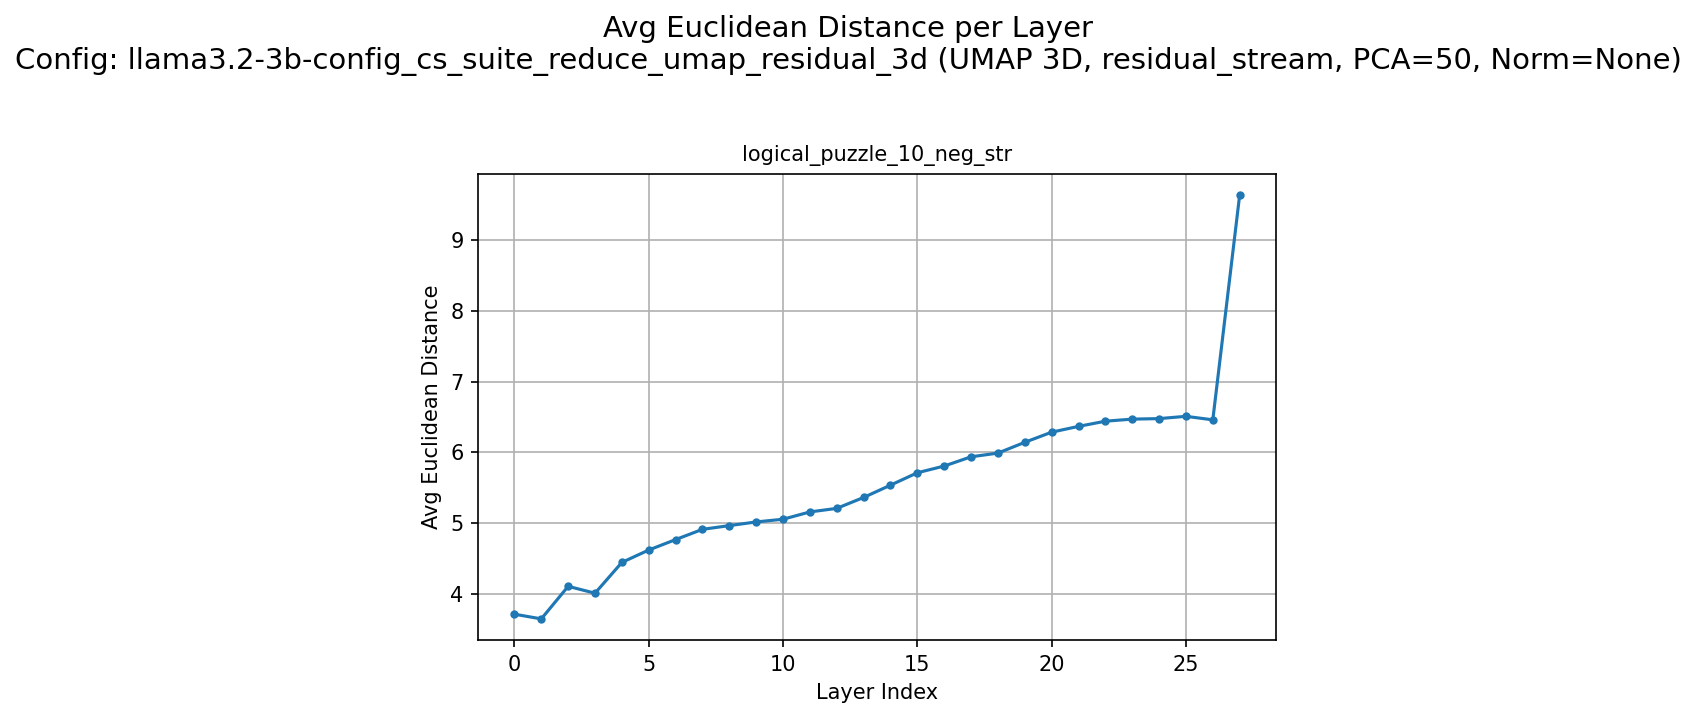 Avg Euclidean Distance per Layer
Config: llama3.2-3b-config_cs_suite_reduce_umap_residual_3d (UMAP 3D, residual_stream, PCA=50, Norm=None)
logical_puzzle_10_neg_str
Avg Euclidean Distance
9
8
7
6
5
4
0 5 10 15 20 25
Layer Index